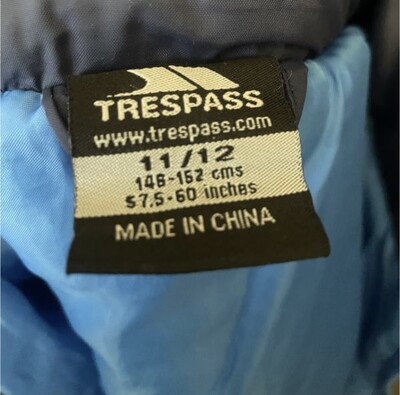 TRESPASS
www.trespass.com
11/12
146-152 cms
57.5-60 inches
MADE IN CHINA